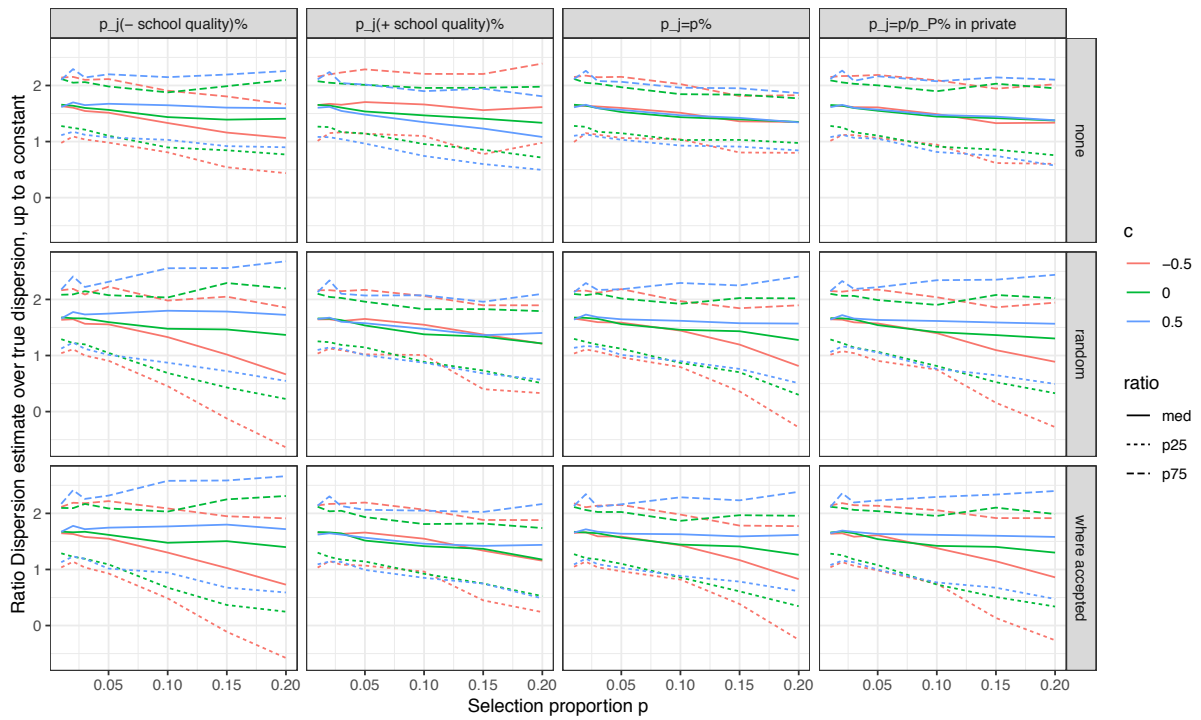 p_j(− school quality)%
p_j(+ school quality)%
p_j=p%
p_j=p/p_P% in private
Ratio Dispersion estimate over true dispersion, up to a constant
2
1
0
none
2
1
0
random
2
1
0
where accepted
0.05 0.10 0.15 0.20
0.05 0.10 0.15 0.20
0.05 0.10 0.15 0.20
0.05 0.10 0.15 0.20
Selection proportion p
c
−0.5
0
0.5
ratio
med
p25
p75